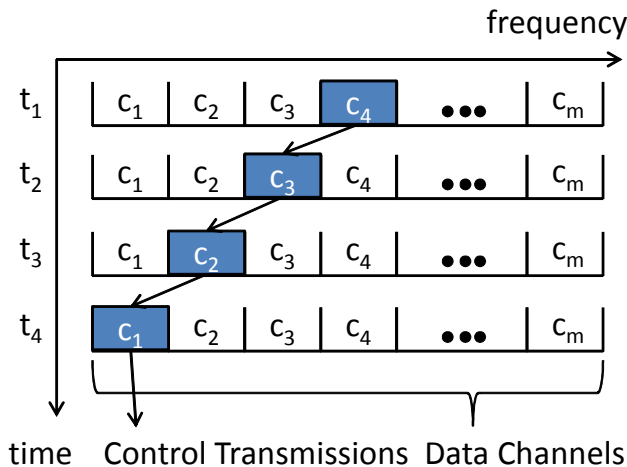 frequency
t₁ c₁ c₂ c₃ c₄ ••• cₘ
t₂ c₁ c₂ c₃ c₄ ••• cₘ
t₃ c₁ c₂ c₃ c₄ ••• cₘ
t₄ c₁ c₂ c₃ c₄ ••• cₘ
time Control Transmissions Data Channels